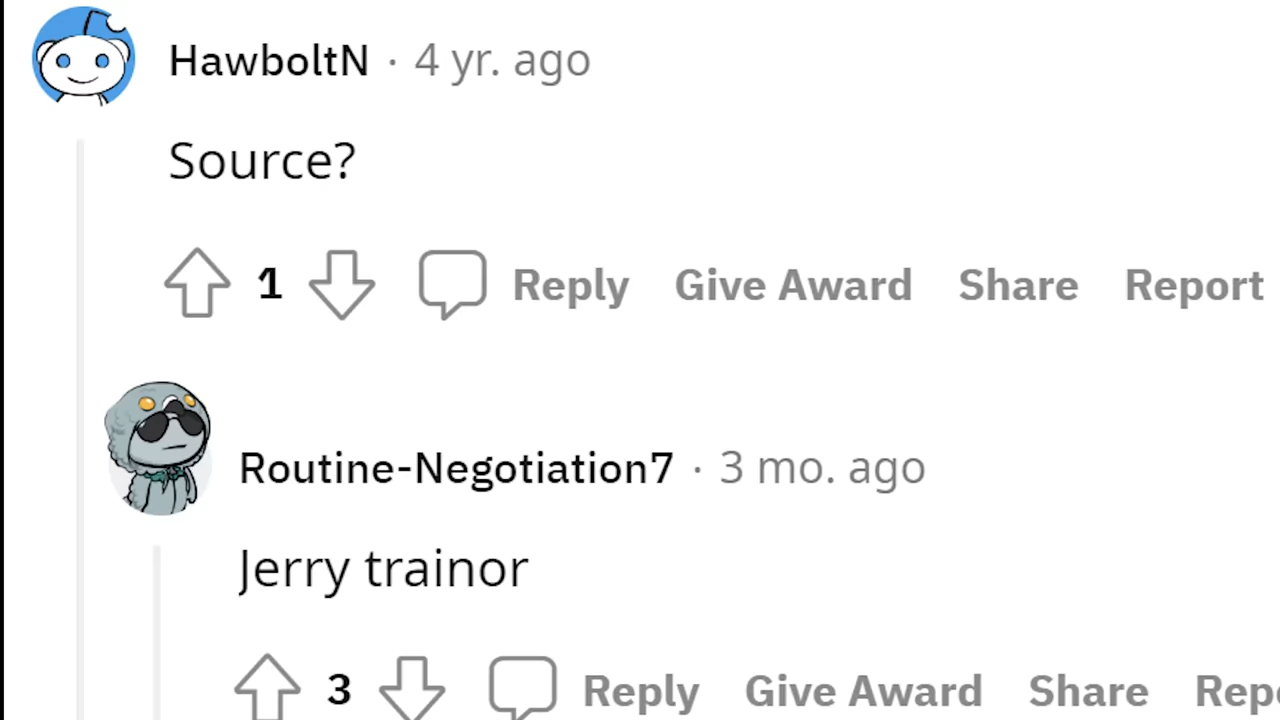 HawboltN · 4 yr. ago
Source?
1 Reply Give Award Share Report
Routine-Negotiation7 · 3 mo. ago
Jerry trainor
3 Reply Give Award Share Repo